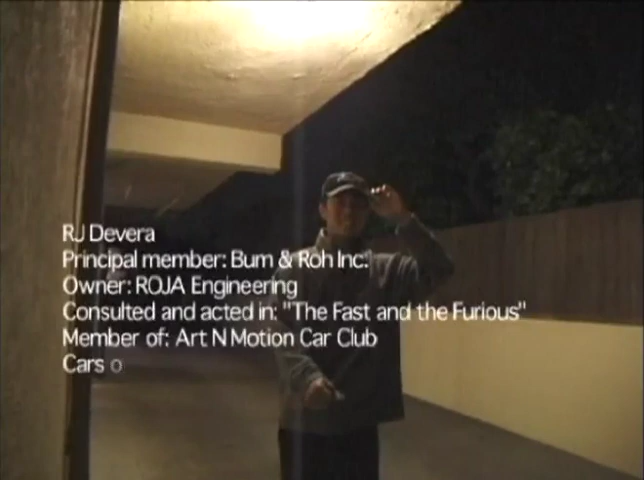 RJ Devera
Principal member: Burn & Roh Inc.
Owner: ROJA Engineering
Consulted and acted in: "The Fast and the Furious"
Member of: Art N Motion Car Club
Cars o